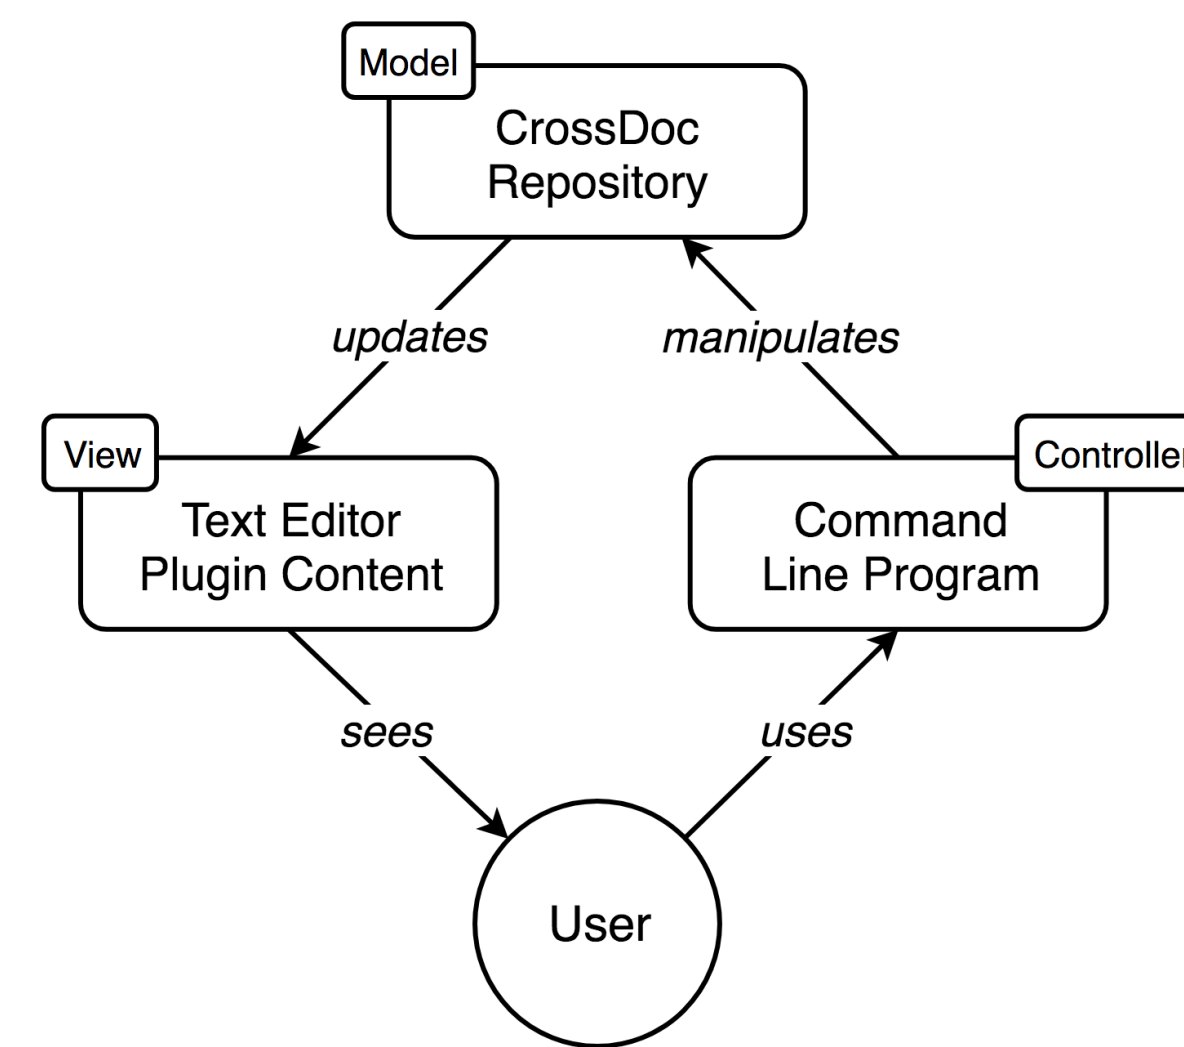 Model
CrossDoc
Repository
updates
manipulates
View
Controller
Text Editor
Plugin Content
Command
Line Program
sees
uses
User